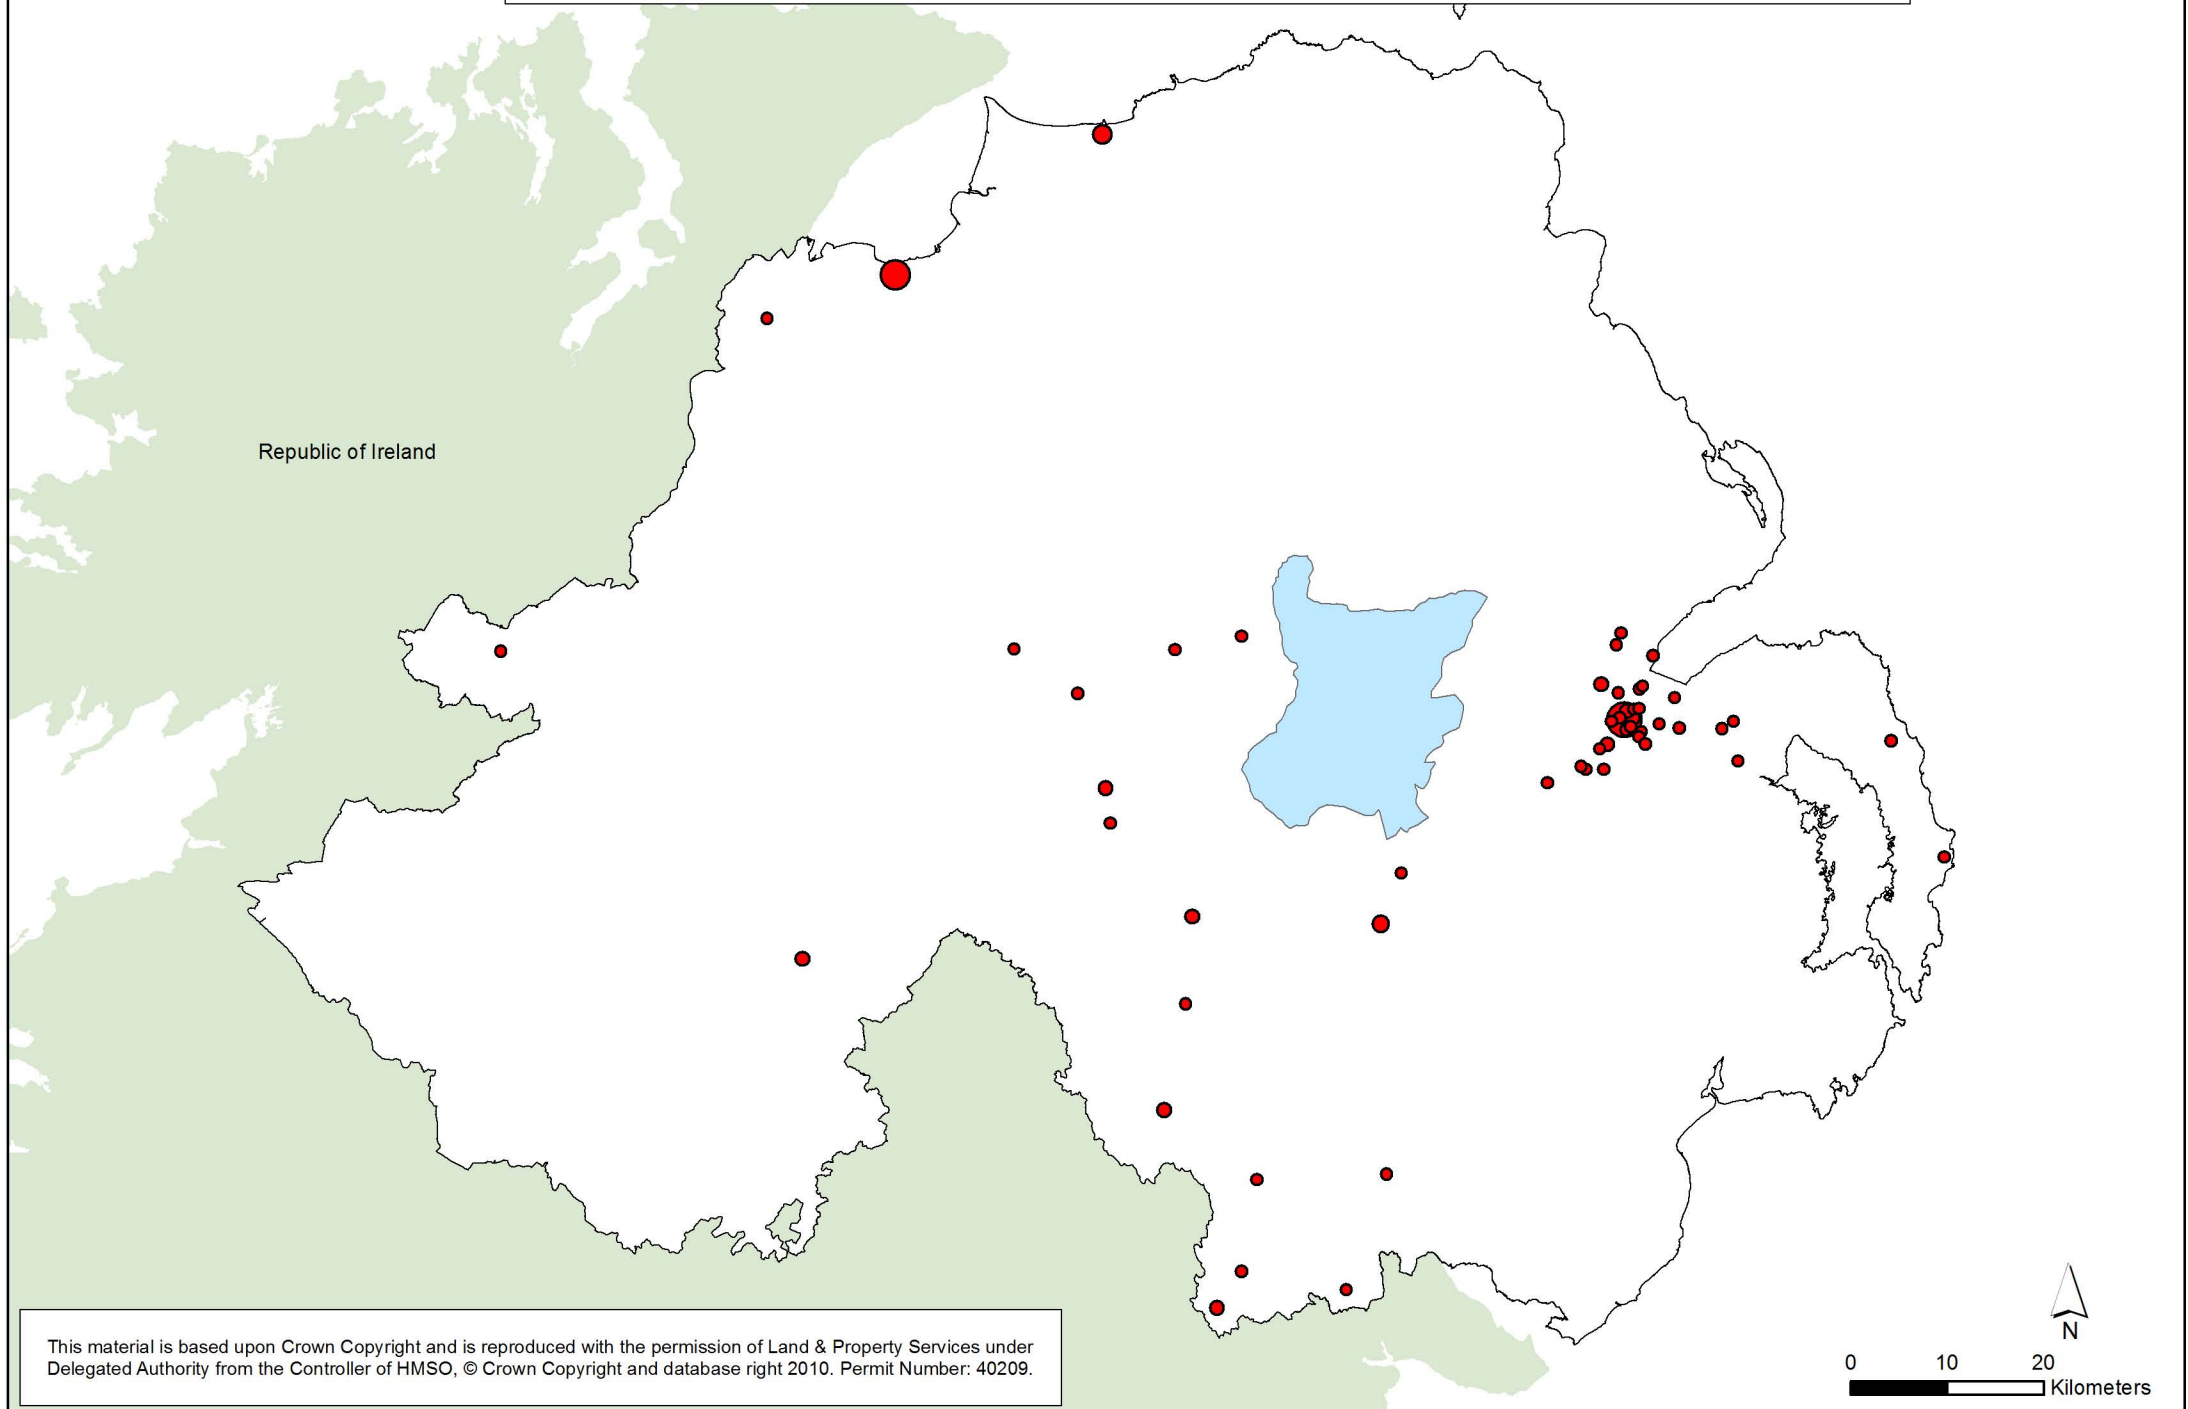 Republic of Ireland
This material is based upon Crown Copyright and is reproduced with the permission of Land & Property Services under
Delegated Authority from the Controller of HMSO, © Crown Copyright and database right 2010. Permit Number: 40209.
N
0 10 20
Kilometers